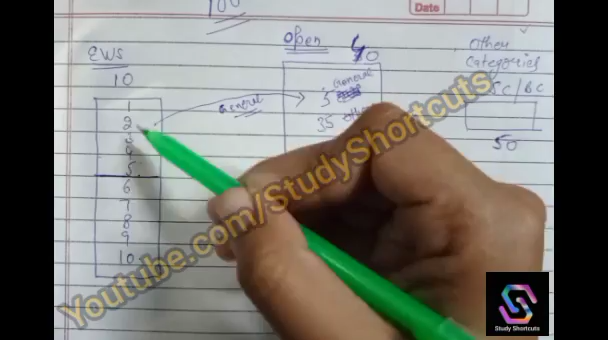 100
Date
EWS
10
open 40
Other
Categories
SC/BC
50
General
5 General
35 other
1
2
3
4
5
6
7
8
9
10
Youtube.com/StudyShortcuts
Study Shortcuts